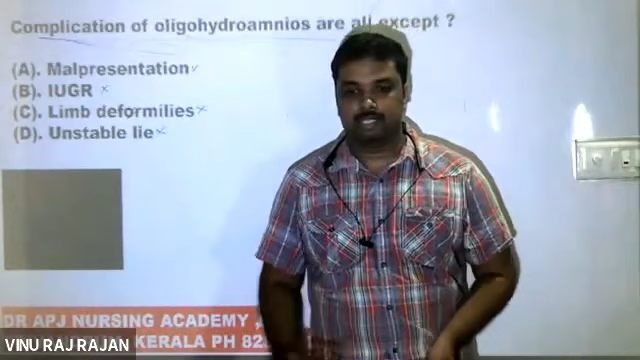 Complication of oligohydroamnios are all except ?
(A). Malpresentation
(B). IUGR
(C). Limb deformilies
(D). Unstable lie
DR APJ NURSING ACADEMY
KERALA PH 82
VINU RAJ RAJAN